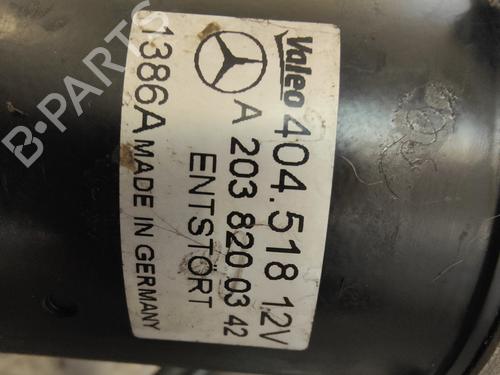 Valeo 404.518 12V
A 203 820 03 42
ENTSTÖRT
1386A MADE IN GERMANY
B-PARTS